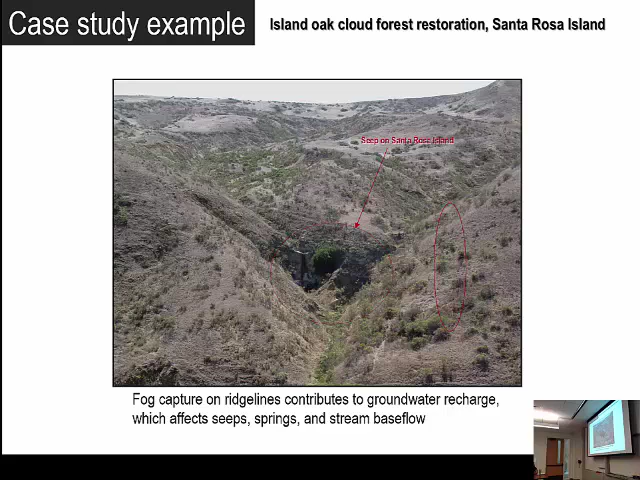 Case study example
Island oak cloud forest restoration, Santa Rosa Island
Seep on Santa Rosa Island
Fog capture on ridgelines contributes to groundwater recharge,
which affects seeps, springs, and stream baseflow